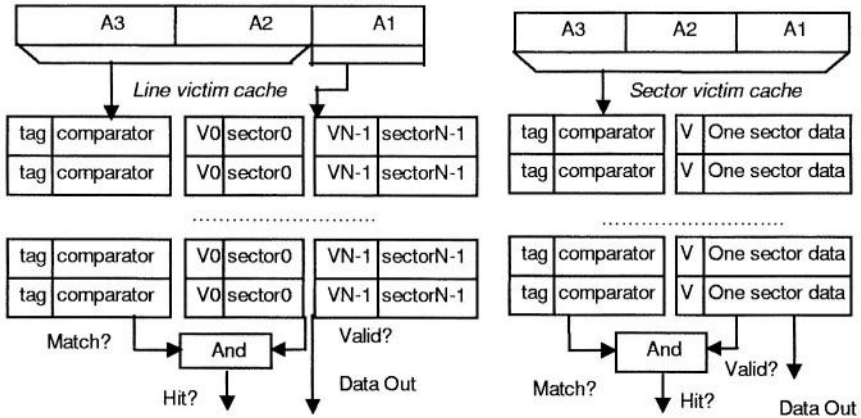 A3 A2 A1
Line victim cache
tag comparator V0 sector0 VN-1 sectorN-1
tag comparator V0 sector0 VN-1 sectorN-1
tag comparator V0 sector0 VN-1 sectorN-1
tag comparator V0 sector0 VN-1 sectorN-1
Match? And Valid?
Hit? Data Out
A3 A2 A1
Sector victim cache
tag comparator V One sector data
tag comparator V One sector data
tag comparator V One sector data
tag comparator V One sector data
Match? And Valid?
Hit? Data Out